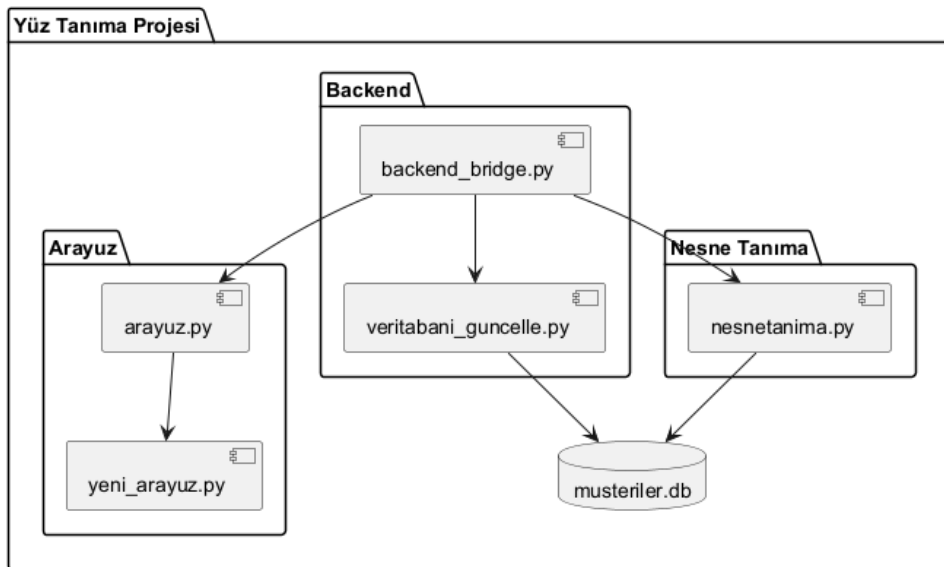 Yüz Tanıma Projesi
Backend
backend_bridge.py
Arayuz
Nesne Tanıma
arayuz.py
veritabani_guncelle.py
nesnetanima.py
yeni_arayuz.py
musteriler.db